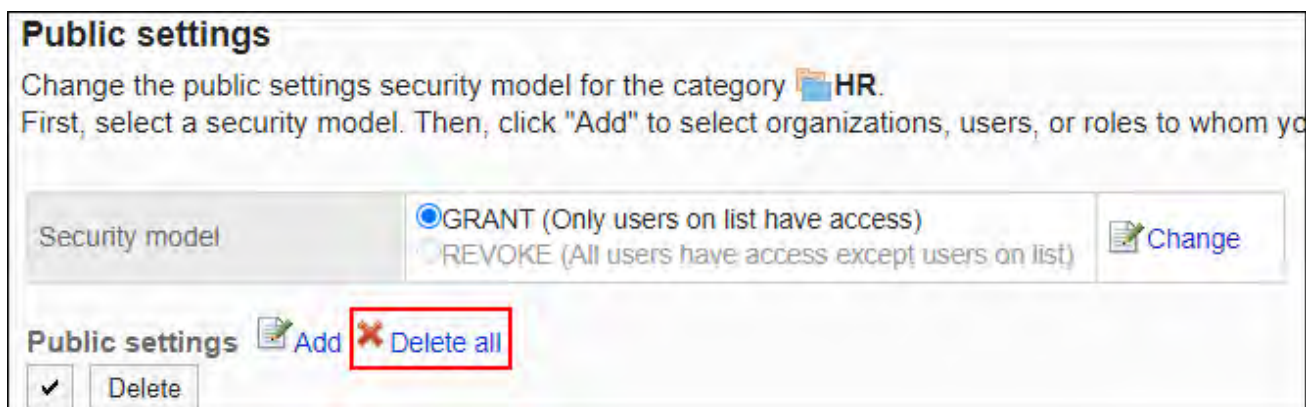 Public settings
Change the public settings security model for the category HR.
First, select a security model. Then, click "Add" to select organizations, users, or roles to whom yo
Security model
GRANT (Only users on list have access)
REVOKE (All users have access except users on list)
Change
Public settings Add Delete all
Delete